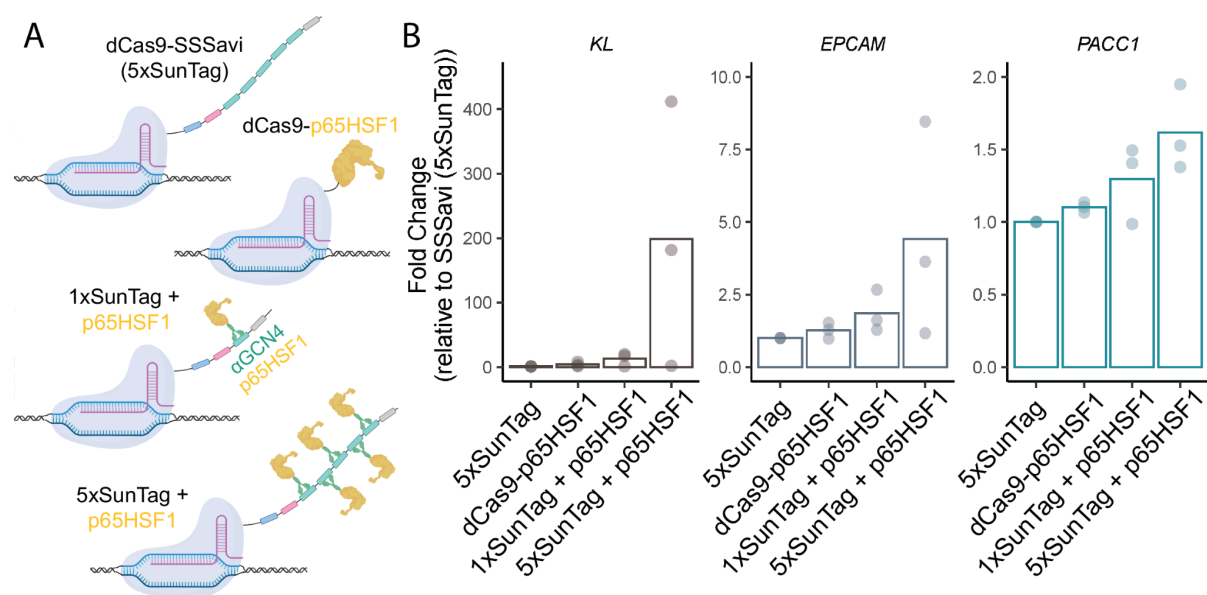 A
dCas9-SSSavi
(5xSunTag)
dCas9-p65HSF1
1xSunTag +
p65HSF1
αGCN4
p65HSF1
5xSunTag +
p65HSF1
B
Fold Change
(relative to SSSavi (5xSunTag))
KL
400
300
200
100
0
5xSunTag
dCas9-p65HSF1
1xSunTag + p65HSF1
5xSunTag + p65HSF1
EPCAM
10.0
7.5
5.0
2.5
0.0
5xSunTag
dCas9-p65HSF1
1xSunTag + p65HSF1
5xSunTag + p65HSF1
PACC1
2.0
1.5
1.0
0.5
0.0
5xSunTag
dCas9-p65HSF1
1xSunTag + p65HSF1
5xSunTag + p65HSF1